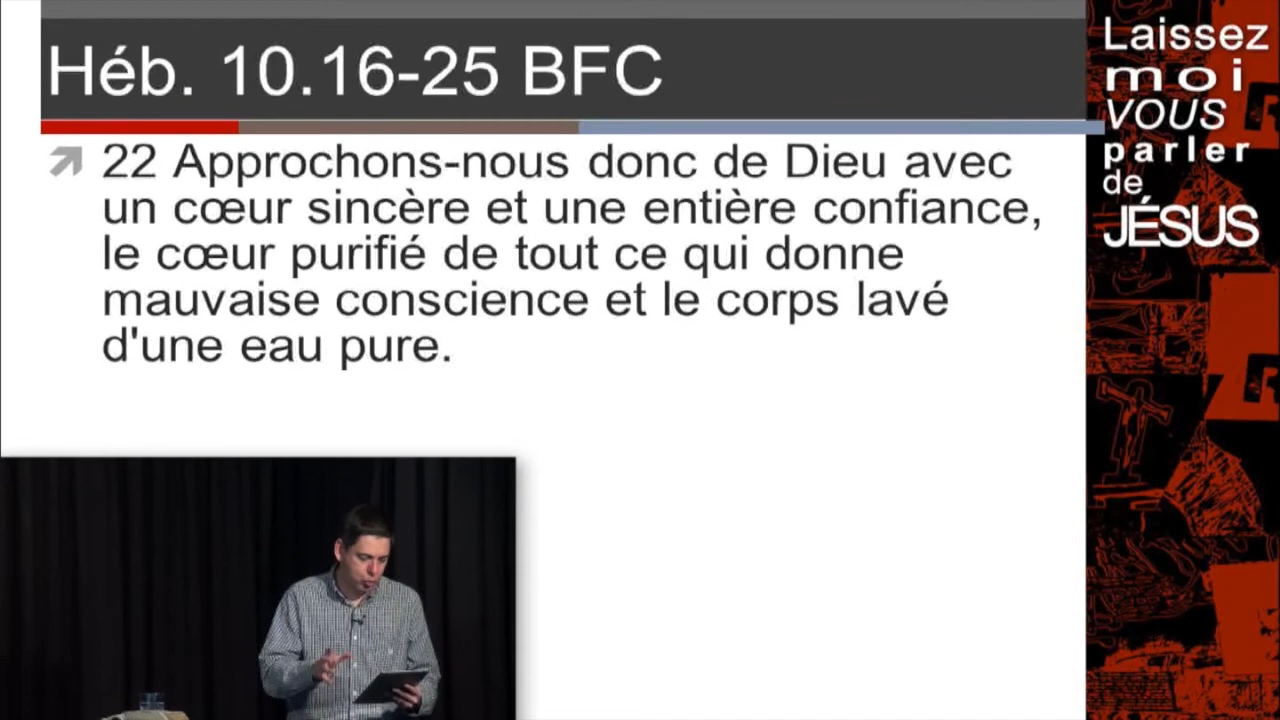 Héb. 10.16-25 BFC
22 Approchons-nous donc de Dieu avec
un cœur sincère et une entière confiance,
le cœur purifié de tout ce qui donne
mauvaise conscience et le corps lavé
d'une eau pure.
Laissez
moi
VOUS
parler
de
JÉSUS